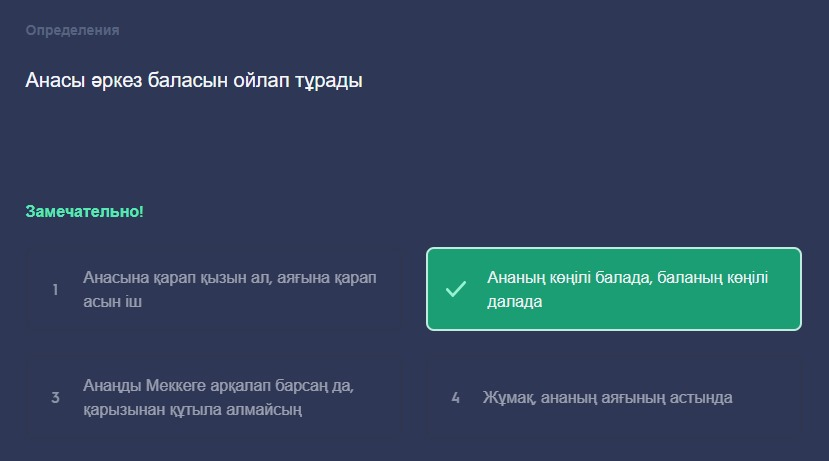 Определения
Анасы әркез баласын ойлап тұрады
Замечательно!
1 Анасына қарап қызын ал, аяғына қарап
асын іш
Ананың көңілі балада, баланың көңілі
далада
3 Анаңды Меккеге арқалап барсаң да,
қарызынан құтыла алмайсың
4 Жұмақ, ананың аяғының астында